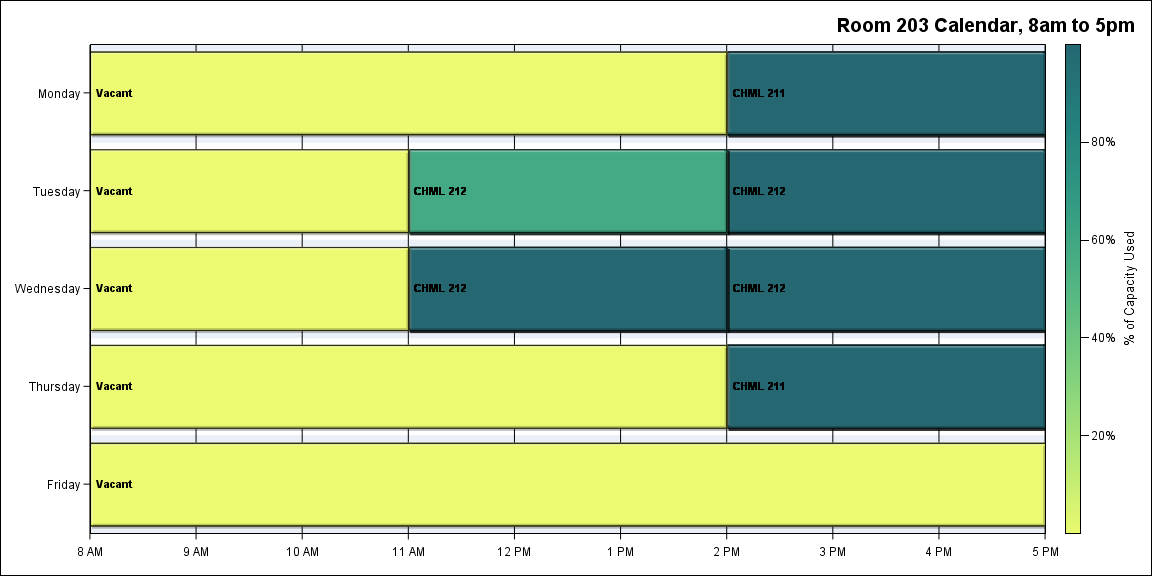 Room 203 Calendar, 8am to 5pm
Monday
Vacant
CHML 211
Tuesday
Vacant
CHML 212
CHML 212
Wednesday
Vacant
CHML 212
CHML 212
Thursday
Vacant
CHML 211
Friday
Vacant
8 AM
9 AM
10 AM
11 AM
12 PM
1 PM
2 PM
3 PM
4 PM
5 PM
80%
60%
40%
20%
% of Capacity Used